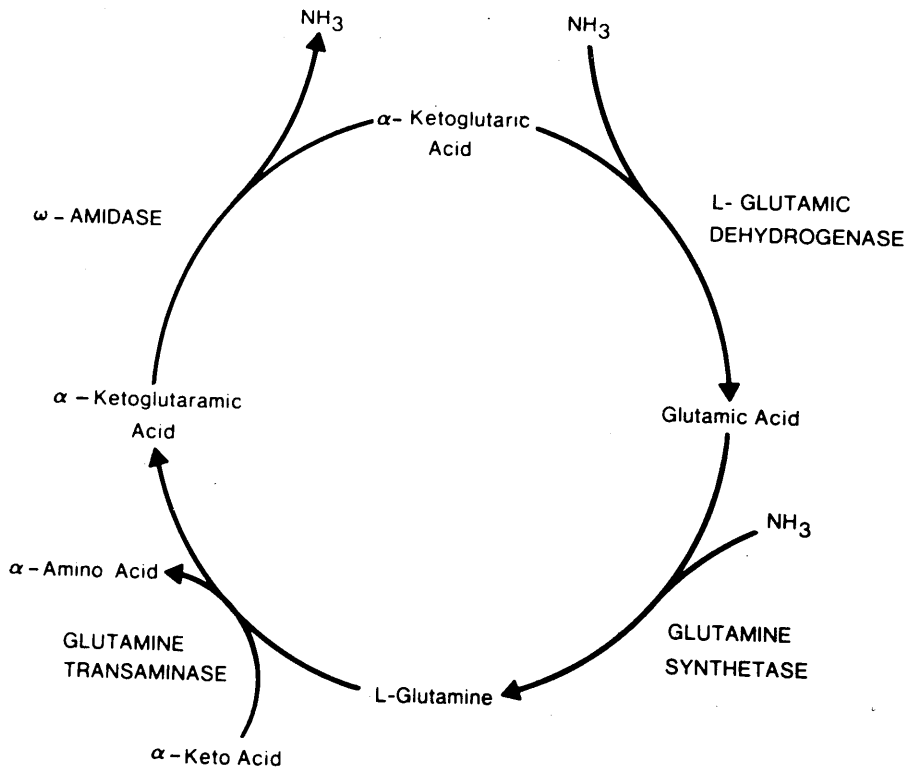 NH3
NH3
α- Ketoglutaric
Acid
ω - AMIDASE
L- GLUTAMIC
DEHYDROGENASE
α - Ketoglutaramic
Acid
Glutamic Acid
NH3
α-Amino Acid
GLUTAMINE
TRANSAMINASE
GLUTAMINE
SYNTHETASE
L-Glutamine
α-Keto Acid